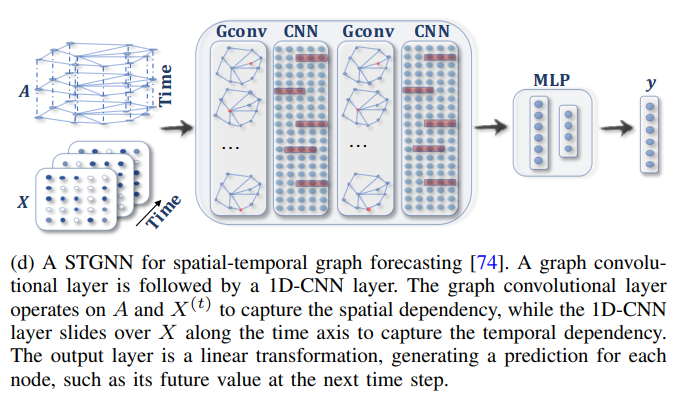 Gconv CNN Gconv CNN
A
Time
MLP
y
...
...
X
Time
(d) A STGNN for spatial-temporal graph forecasting [74]. A graph convolu-
tional layer is followed by a 1D-CNN layer. The graph convolutional layer
operates on A and X^(t) to capture the spatial dependency, while the 1D-CNN
layer slides over X along the time axis to capture the temporal dependency.
The output layer is a linear transformation, generating a prediction for each
node, such as its future value at the next time step.